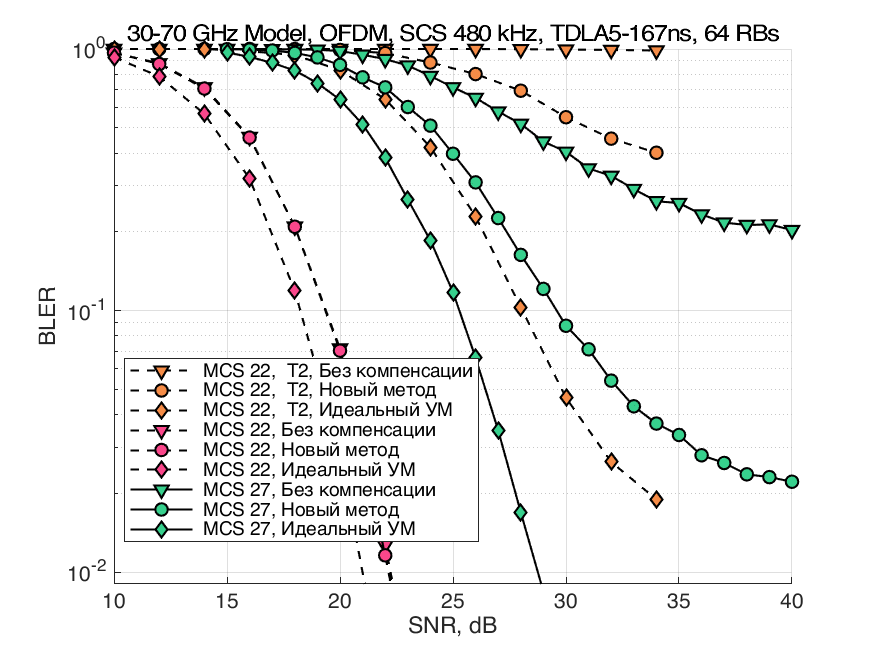 30-70 GHz Model, OFDM, SCS 480 kHz, TDLA5-167ns, 64 RBs
10^0
10^-1
10^-2
BLER
MCS 22, T2, Без компенсации
MCS 22, T2, Новый метод
MCS 22, T2, Идеальный УМ
MCS 22, Без компенсации
MCS 22, Новый метод
MCS 22, Идеальный УМ
MCS 27, Без компенсации
MCS 27, Новый метод
MCS 27, Идеальный УМ
10 15 20 25 30 35 40
SNR, dB